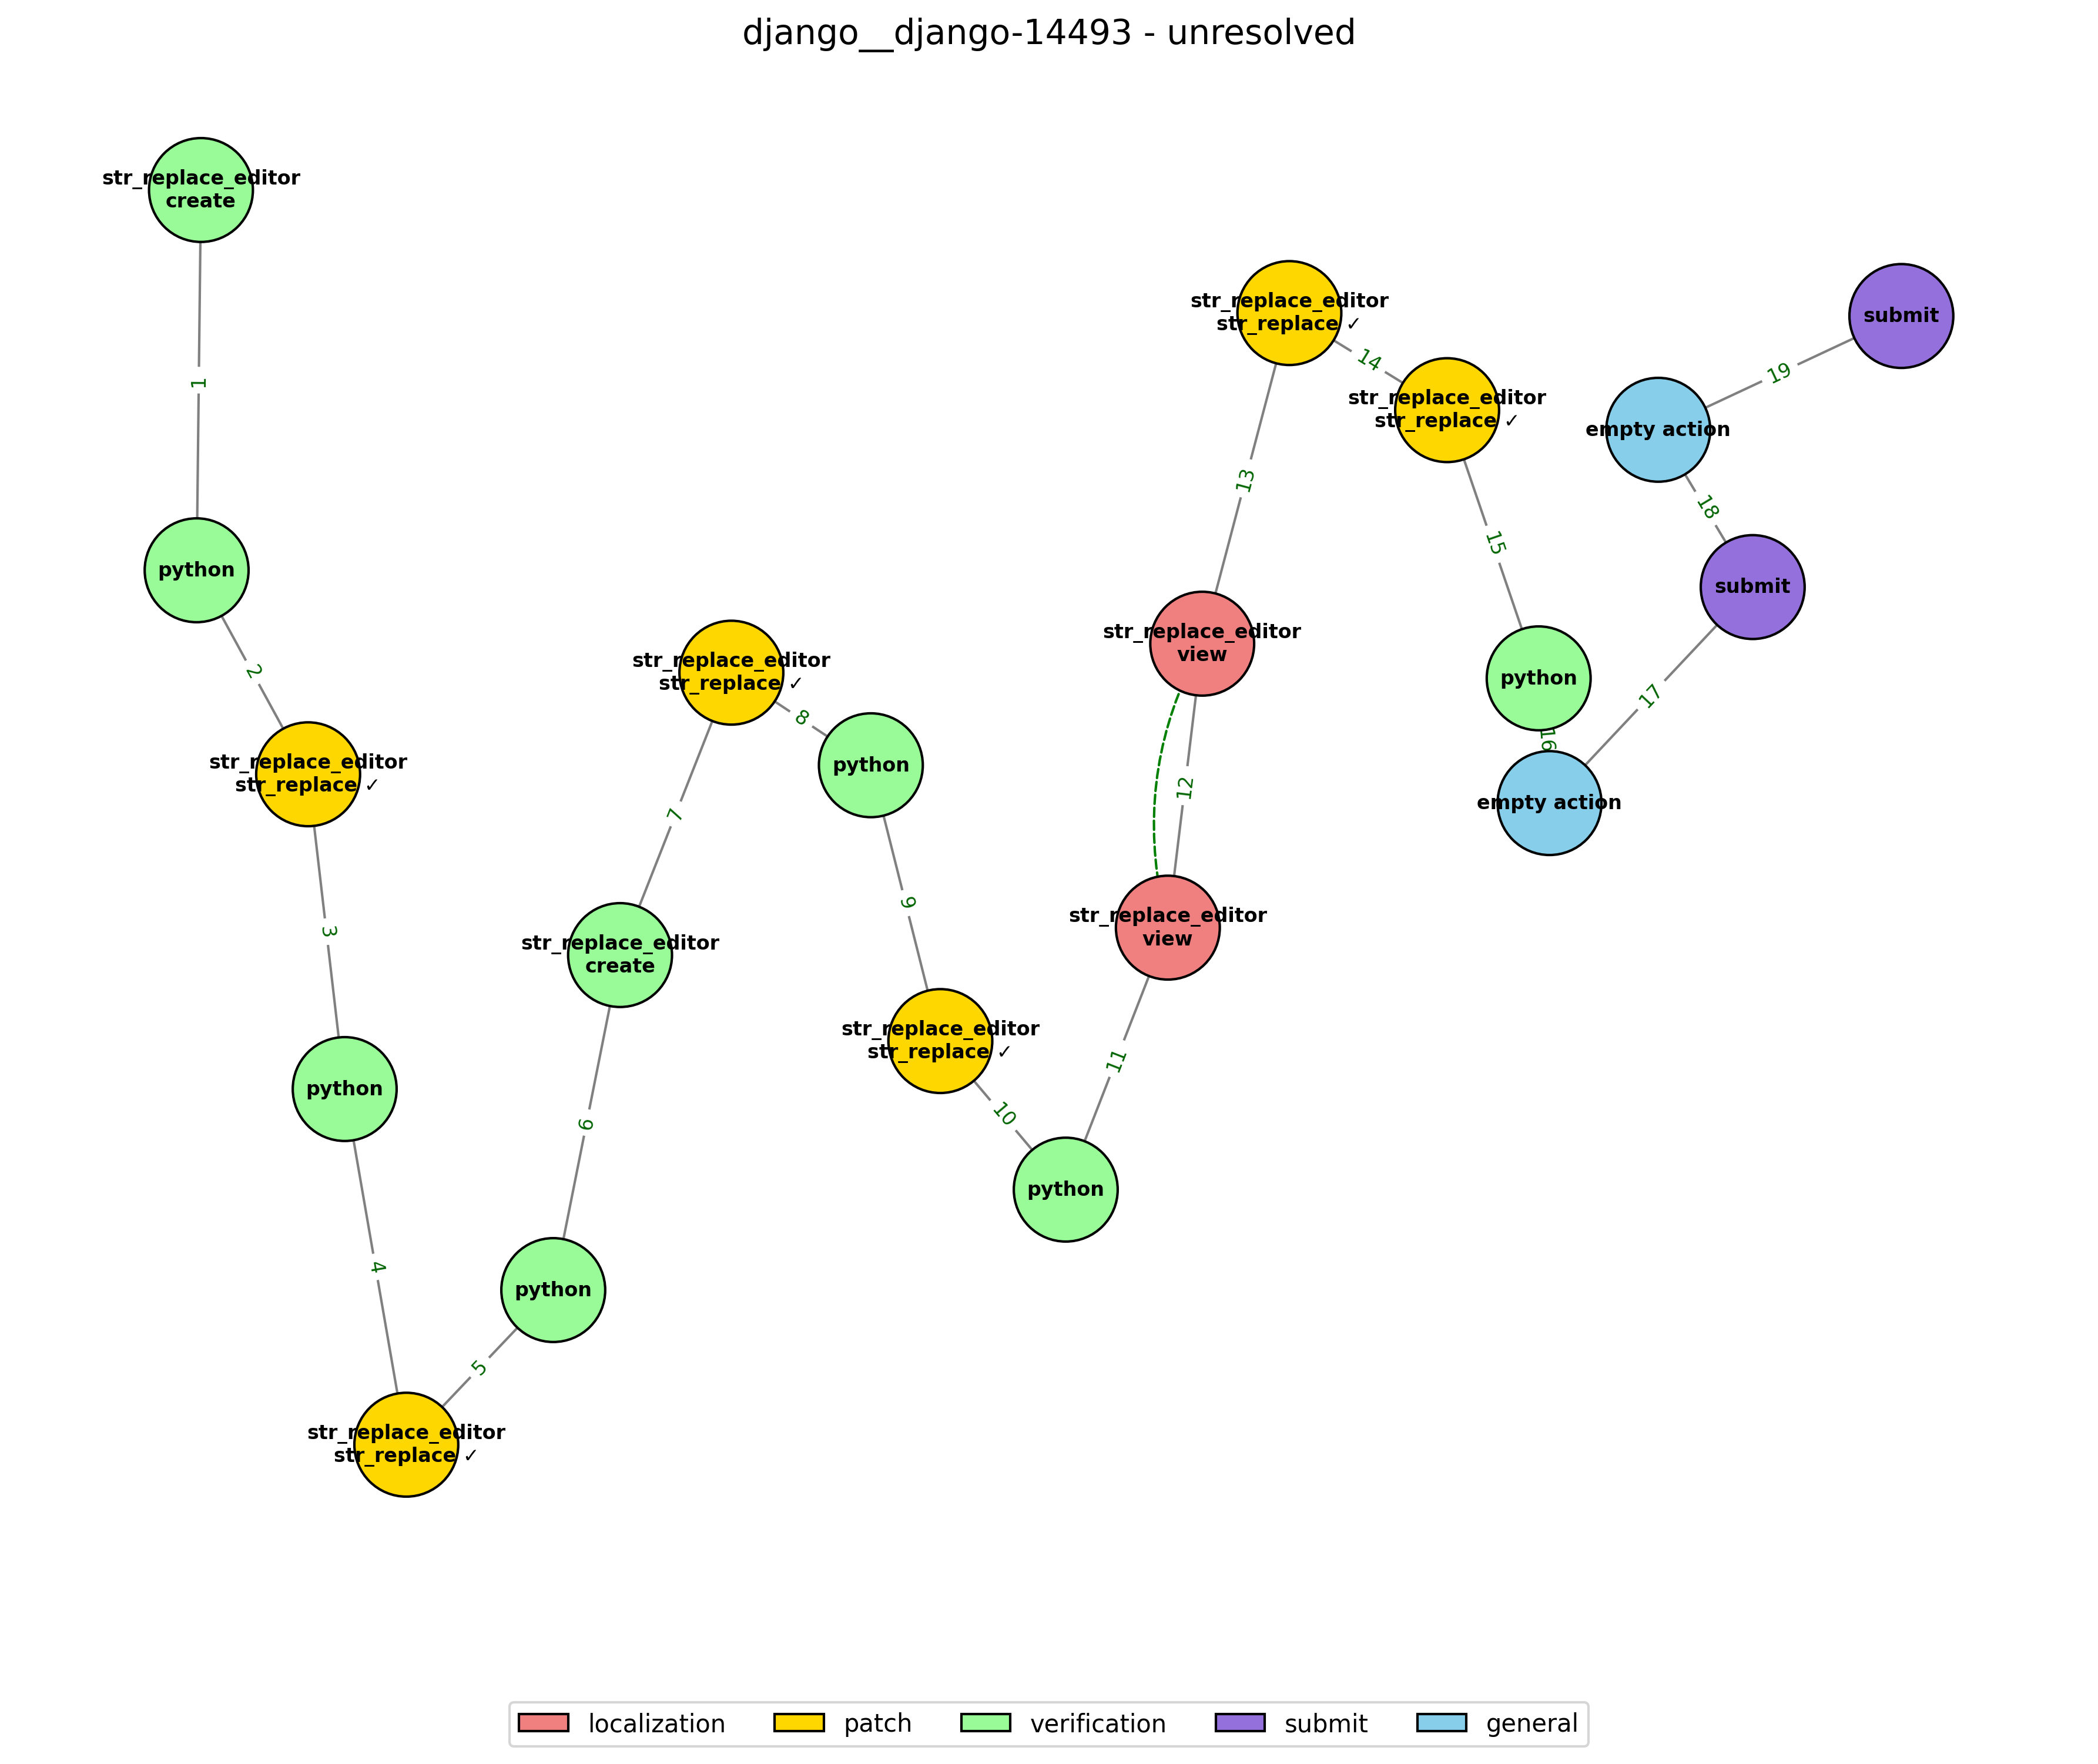 django__django-14493 - unresolved
str_replace_editor
create
1
python
2
str_replace_editor
str_replace ✓
3
python
4
str_replace_editor
str_replace ✓
5
python
6
str_replace_editor
create
7
str_replace_editor
str_replace ✓
8
python
9
str_replace_editor
str_replace ✓
10
python
11
str_replace_editor
view
12
str_replace_editor
view
13
str_replace_editor
str_replace ✓
14
str_replace_editor
str_replace ✓
15
python
16
empty action
17
submit
18
empty action
19
submit
localization
patch
verification
submit
general